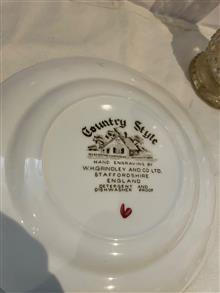 Country Style
HAND ENGRAVING BY
W.H.GRINDLEY AND CO LTD.
STAFFORDSHIRE
ENGLAND
DETERGENT AND
DISHWASHER PROOF